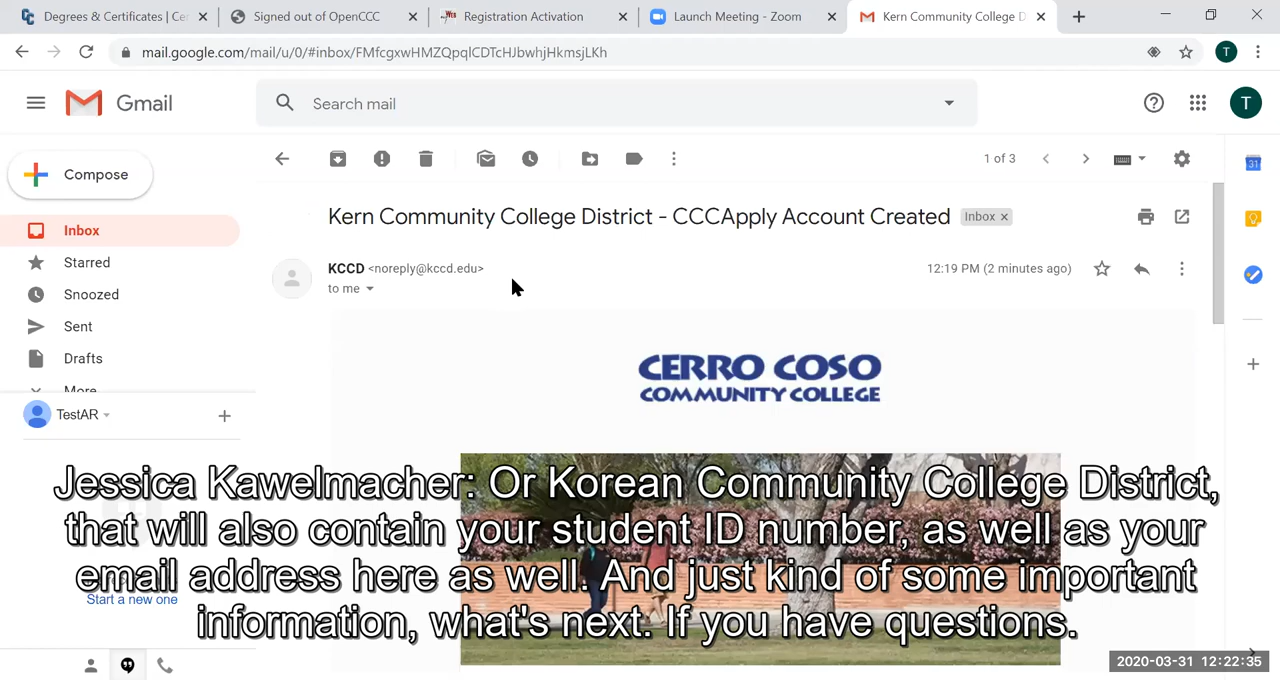 Degrees & Certificates | Cer
Signed out of OpenCCC
Registration Activation
Launch Meeting - Zoom
Kern Community College D
T
mail.google.com/mail/u/0/#inbox/FMfcgxwHMZQpqlCDTcHJbwhjHkmsjLKh
Gmail
Search mail
T
Compose
1 of 3
31
Inbox
Kern Community College District - CCCApply Account Created
Inbox
Starred
KCCD <noreply@kccd.edu>
12:19 PM (2 minutes ago)
to me
Snoozed
Sent
Drafts
More
CERRO COSO
COMMUNITY COLLEGE
TestAR
Jessica Kawelmacher: Or Korean Community College District,
that will also contain your student ID number, as well as your
email address here as well. And just kind of some important
Start a new one
information, what's next. If you have questions.
2020-03-31 12:22:35